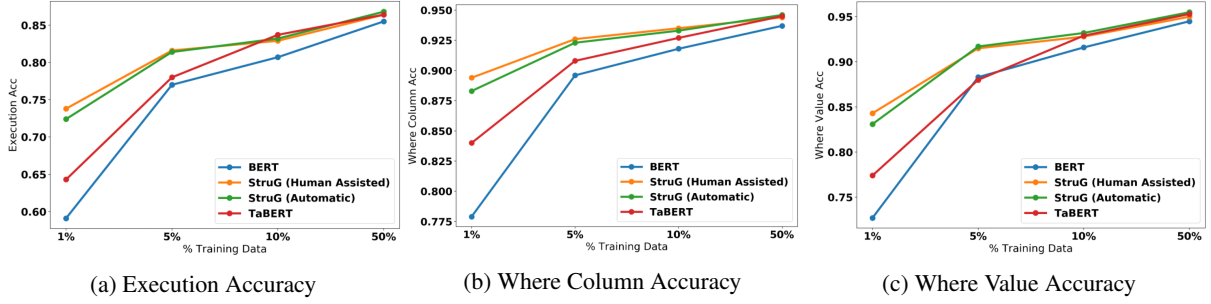 0.85
0.80
0.75
0.70
0.65
0.60
Execution Acc
1%
5%
10%
50%
% Training Data
BERT
StruG (Human Assisted)
StruG (Automatic)
TaBERT
(a) Execution Accuracy
0.950
0.925
0.900
0.875
0.850
0.825
0.800
0.775
Where Column Acc
1%
5%
10%
50%
% Training Data
BERT
StruG (Human Assisted)
StruG (Automatic)
TaBERT
(b) Where Column Accuracy
0.95
0.90
0.85
0.80
0.75
Where Value Acc
1%
5%
10%
50%
% Training Data
BERT
StruG (Human Assisted)
StruG (Automatic)
TaBERT
(c) Where Value Accuracy